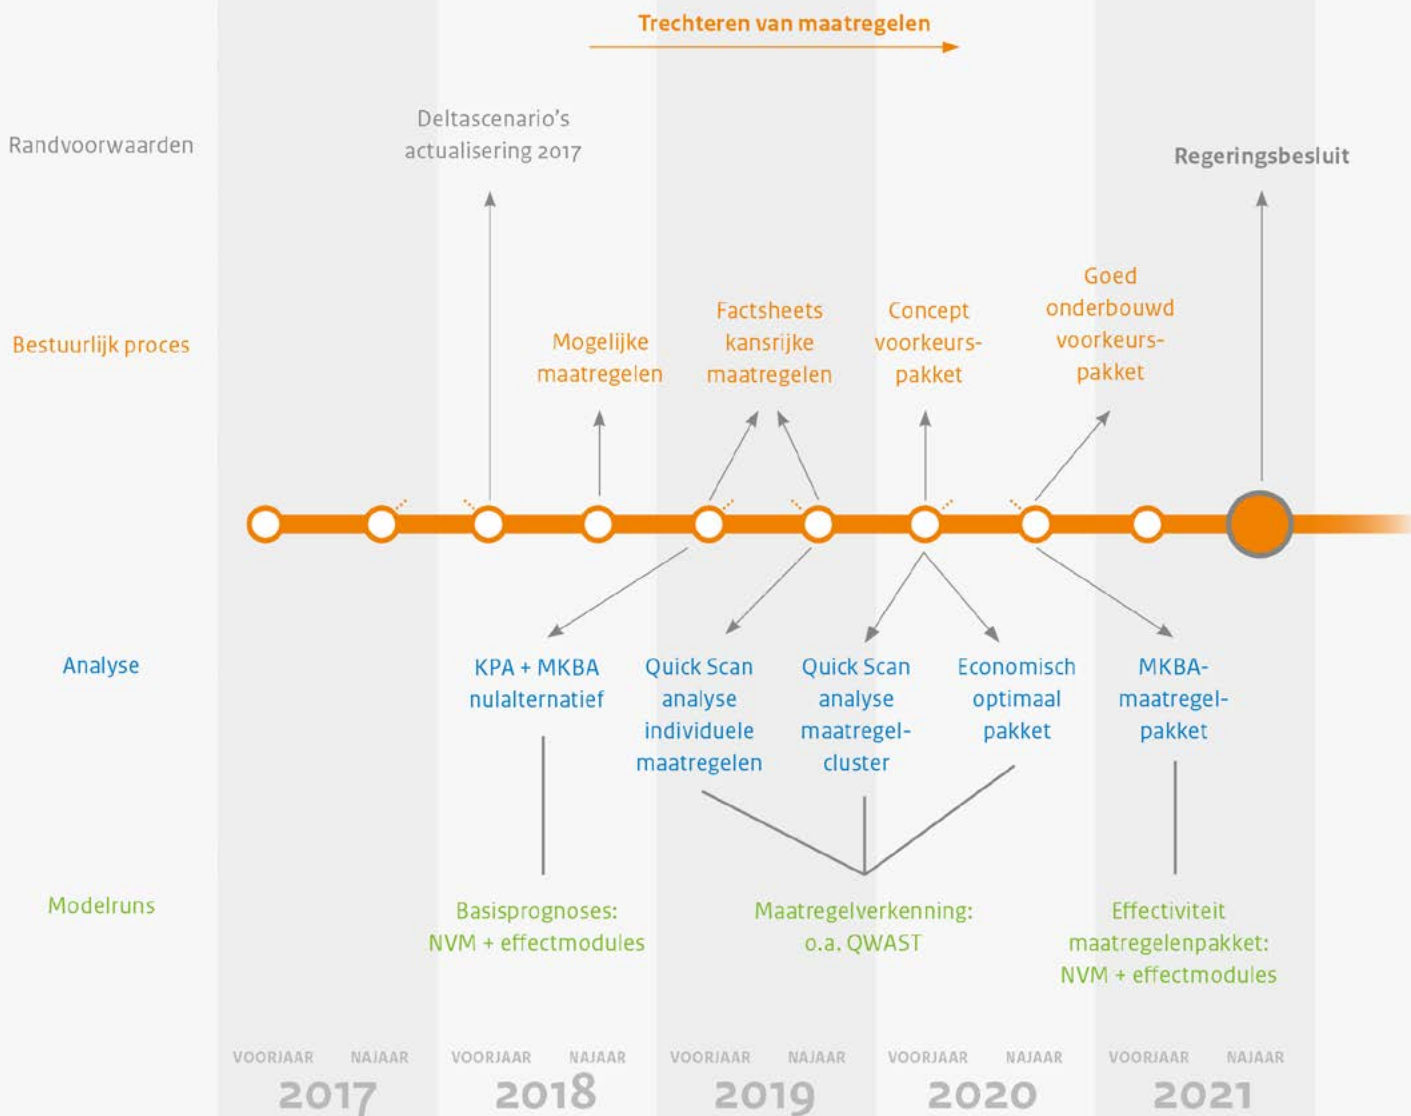 Trechteren van maatregelen
Randvoorwaarden
Deltascenario's
actualisering 2017
Regeringsbesluit
Bestuurlijk proces
Mogelijke
maatregelen
Factsheets
kansrijke
maatregelen
Concept
voorkeurs-
pakket
Goed
onderbouwd
voorkeurs-
pakket
Analyse
KPA + MKBA
nulalternatief
Quick Scan
analyse
individuele
maatregelen
Quick Scan
analyse
maatregel-
cluster
Economisch
optimaal
pakket
MKBA-
maatregel-
pakket
Modelruns
Basisprognoses:
NVM + effectmodules
Maatregelverkenning:
o.a. QWAST
Effectiviteit
maatregelenpakket:
NVM + effectmodules
VOORJAAR NAJAAR
2017
VOORJAAR NAJAAR
2018
VOORJAAR NAJAAR
2019
VOORJAAR NAJAAR
2020
VOORJAAR NAJAAR
2021